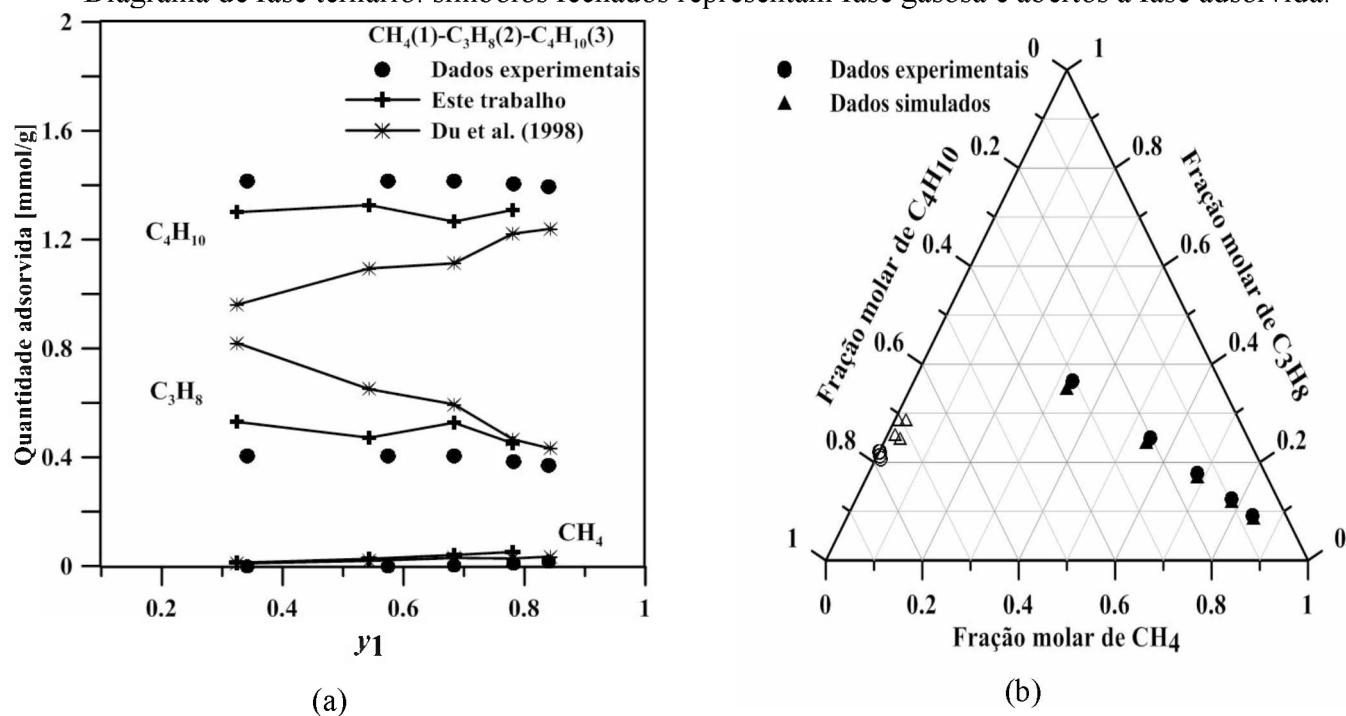 Diagrama de fase ternário: símbolos fechados representam fase gasosa e abertos a fase adsorvida.
CH₄(1)-C₃H₈(2)-C₄H₁₀(3)
Dados experimentais
Este trabalho
Du et al. (1998)
Quantidade adsorvida [mmol/g]
2
1.6
1.2
0.8
0.4
0
C₄H₁₀
C₃H₈
CH₄
0.2
0.4
0.6
0.8
1
y1
(a)
Dados experimentais
Dados simulados
0
1
0.2
0.8
0.4
0.6
0.6
0.4
0.8
0.2
1
0
Fração molar de C4H10
Fração molar de C3H8
0
0.2
0.4
0.6
0.8
1
Fração molar de CH4
(b)